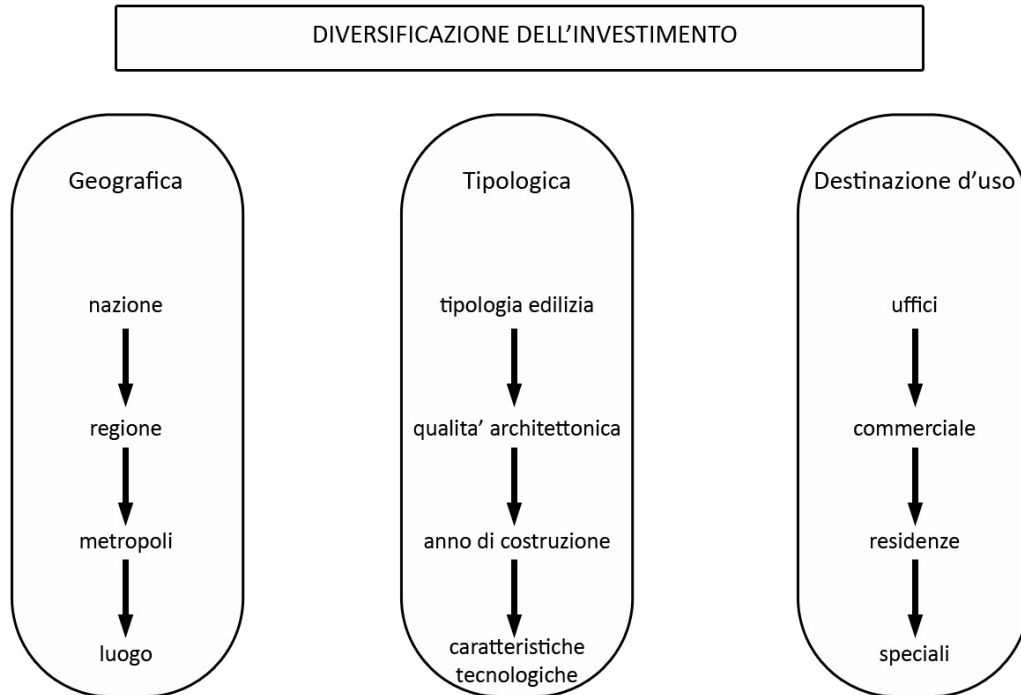 DIVERSIFICAZIONE DELL’INVESTIMENTO
Geografica
nazione
regione
metropoli
luogo
Tipologica
tipologia edilizia
qualita’ architettonica
anno di costruzione
caratteristiche
tecnologiche
Destinazione d’uso
uffici
commerciale
residenze
speciali